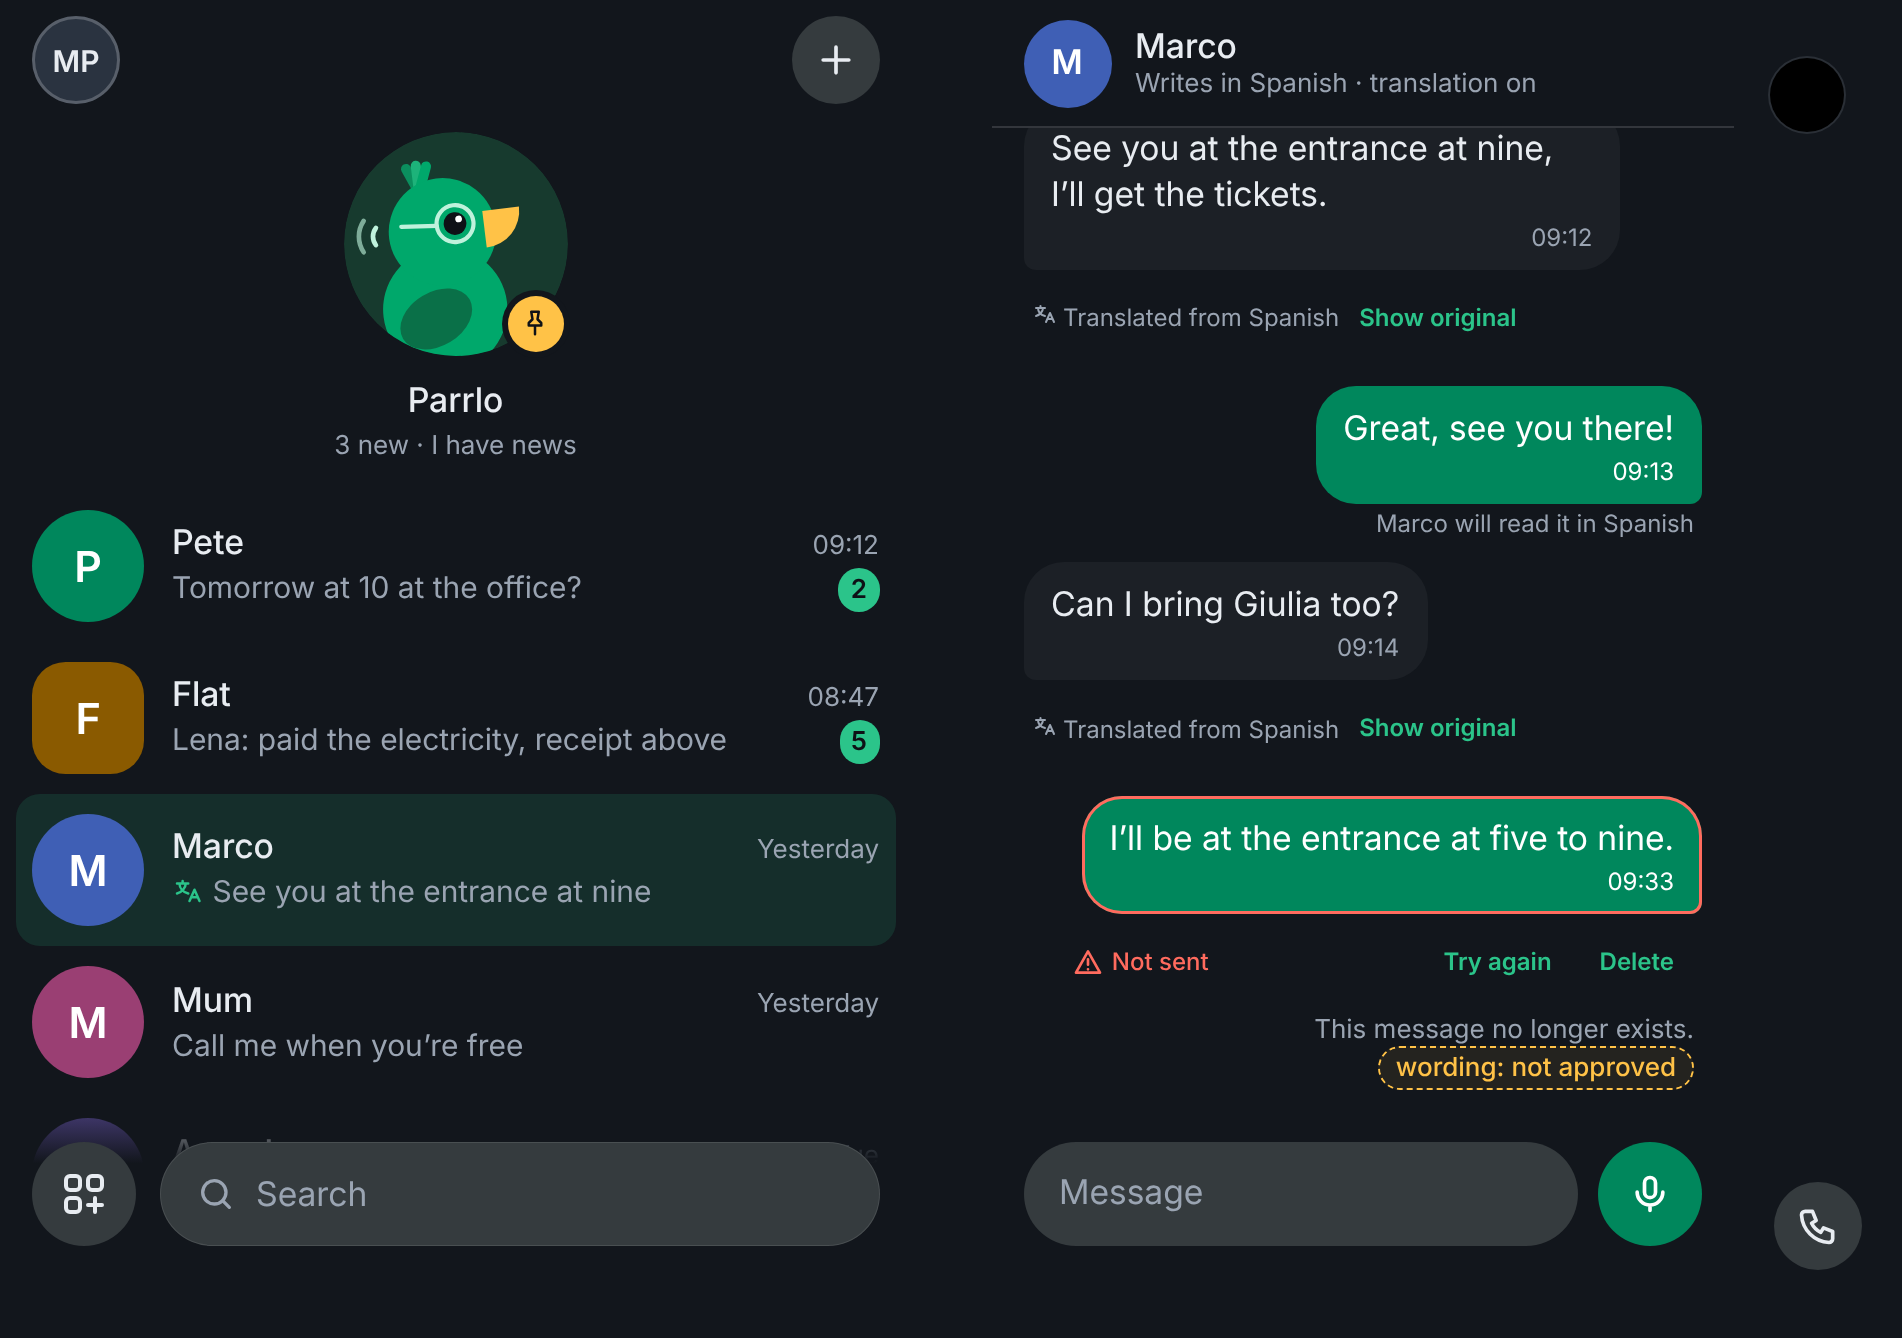 MP
Parrlo
3 new · I have news
P
Pete
09:12
Tomorrow at 10 at the office?
2
F
Flat
08:47
Lena: paid the electricity, receipt above
5
M
Marco
Yesterday
See you at the entrance at nine
M
Mum
Yesterday
Call me when you’re free
Search
M
Marco
Writes in Spanish · translation on
See you at the entrance at nine,
I’ll get the tickets.
09:12
Translated from Spanish Show original
Great, see you there!
09:13
Marco will read it in Spanish
Can I bring Giulia too?
09:14
Translated from Spanish Show original
I’ll be at the entrance at five to nine.
09:33
Not sent Try again Delete
This message no longer exists.
wording: not approved
Message